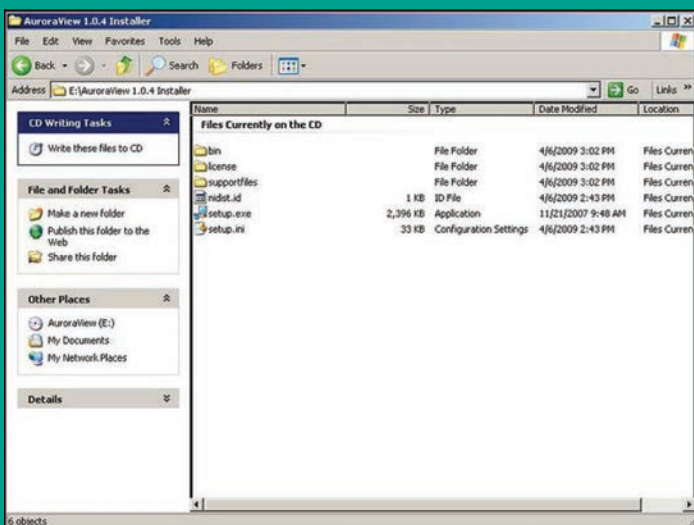 AuroraView 1.0.4 Installer
File Edit View Favorites Tools Help
Back Search Folders
Address E:\AuroraView 1.0.4 Installer Go Links »
CD Writing Tasks
Write these files to CD
File and Folder Tasks
Make a new folder
Publish this folder to the
Web
Share this folder
Other Places
AuroraView (E:)
My Documents
My Network Places
Details
Name Size Type Date Modified Location
Files Currently on the CD
bin File Folder 4/6/2009 3:02 PM Files Curren
license File Folder 4/6/2009 3:02 PM Files Curren
supportfiles File Folder 4/6/2009 3:02 PM Files Curren
nidist.id 1 KB ID File 4/6/2009 2:43 PM Files Curren
setup.exe 2,396 KB Application 11/21/2007 9:48 AM Files Curren
setup.ini 33 KB Configuration Settings 4/6/2009 2:43 PM Files Curren
6 objects